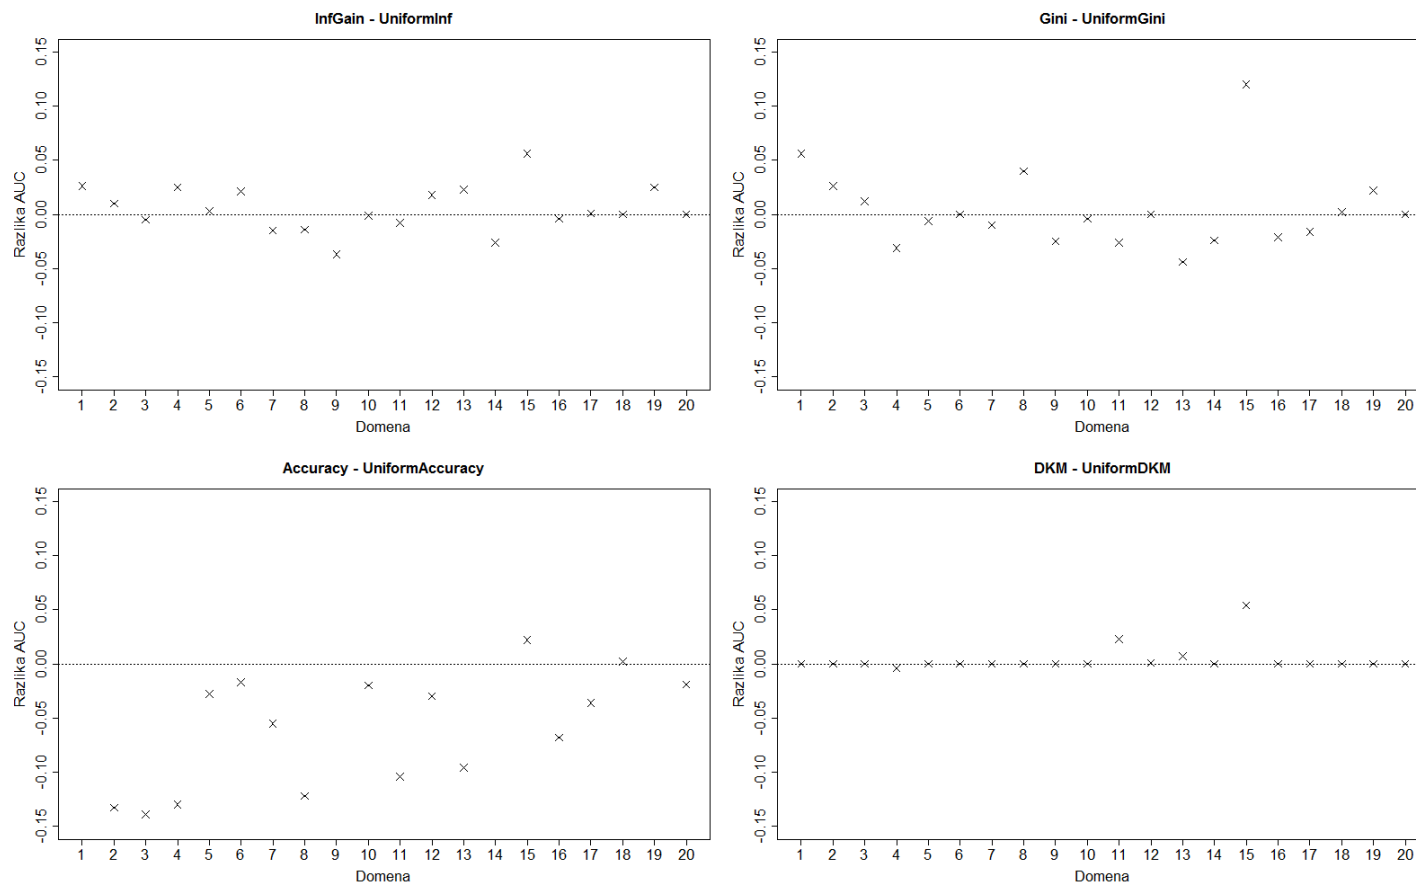 InfGain - UniformInf
Razlika AUC
0.15
0.10
0.05
0.00
-0.05
-0.10
-0.15
1 2 3 4 5 6 7 8 9 10 11 12 13 14 15 16 17 18 19 20
Domena
Gini - UniformGini
Razlika AUC
0.15
0.10
0.05
0.00
-0.05
-0.10
-0.15
1 2 3 4 5 6 7 8 9 10 11 12 13 14 15 16 17 18 19 20
Domena
Accuracy - UniformAccuracy
Razlika AUC
0.15
0.10
0.05
0.00
-0.05
-0.10
-0.15
1 2 3 4 5 6 7 8 9 10 11 12 13 14 15 16 17 18 19 20
Domena
DKM - UniformDKM
Razlika AUC
0.15
0.10
0.05
0.00
-0.05
-0.10
-0.15
1 2 3 4 5 6 7 8 9 10 11 12 13 14 15 16 17 18 19 20
Domena